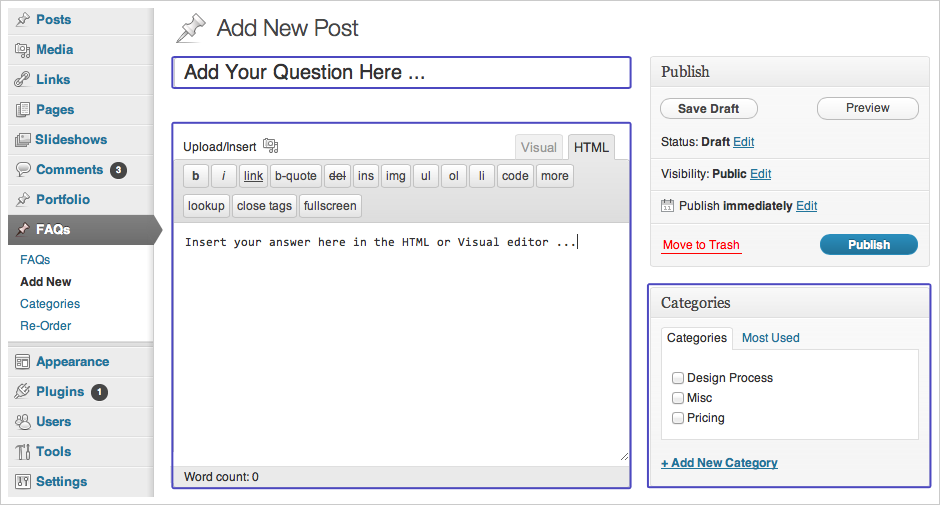 Posts
Media
Links
Pages
Slideshows
Comments 3
Portfolio
FAQs
FAQs
Add New
Categories
Re-Order
Appearance
Plugins 1
Users
Tools
Settings
Add New Post
Add Your Question Here ...
Upload/Insert
Visual HTML
b i link b-quote del ins img ul ol li code more
lookup close tags fullscreen
Insert your answer here in the HTML or Visual editor ...
Word count: 0
Publish
Save Draft Preview
Status: Draft Edit
Visibility: Public Edit
Publish immediately Edit
Move to Trash Publish
Categories
Categories Most Used
Design Process
Misc
Pricing
+ Add New Category